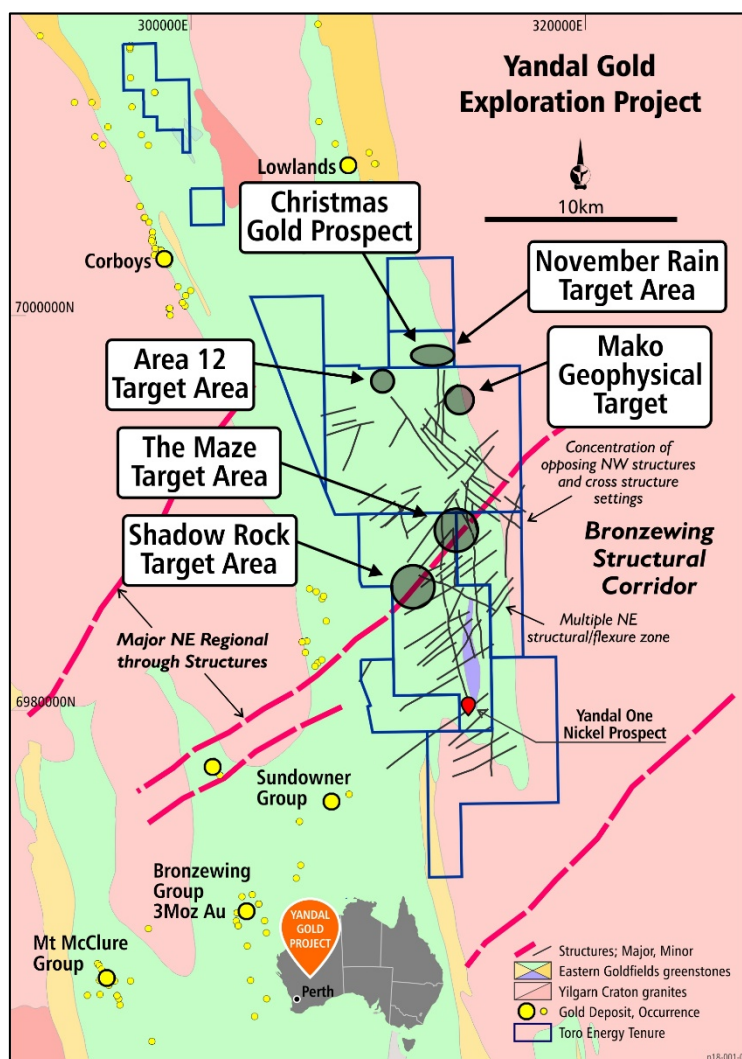 300000E
320000E
Yandal Gold
Exploration Project
10km
Lowlands
Christmas
Gold Prospect
Corboys
November Rain
Target Area
7000000N
Area 12
Target Area
Mako
Geophysical
Target
The Maze
Target Area
Concentration of
opposing NW structures
and cross structure
settings
Shadow Rock
Target Area
Bronzewing
Structural
Corridor
Multiple NE
structural/flexure zone
Major NE Regional
through Structures
6980000N
Yandal One
Nickel Prospect
Sundowner
Group
Bronzewing
Group
3Moz Au
Mt McClure
Group
YANDAL
GOLD
PROJECT
Perth
Structures; Major, Minor
Eastern Goldfields greenstones
Yilgarn Craton granites
Gold Deposit, Occurrence
Toro Energy Tenure